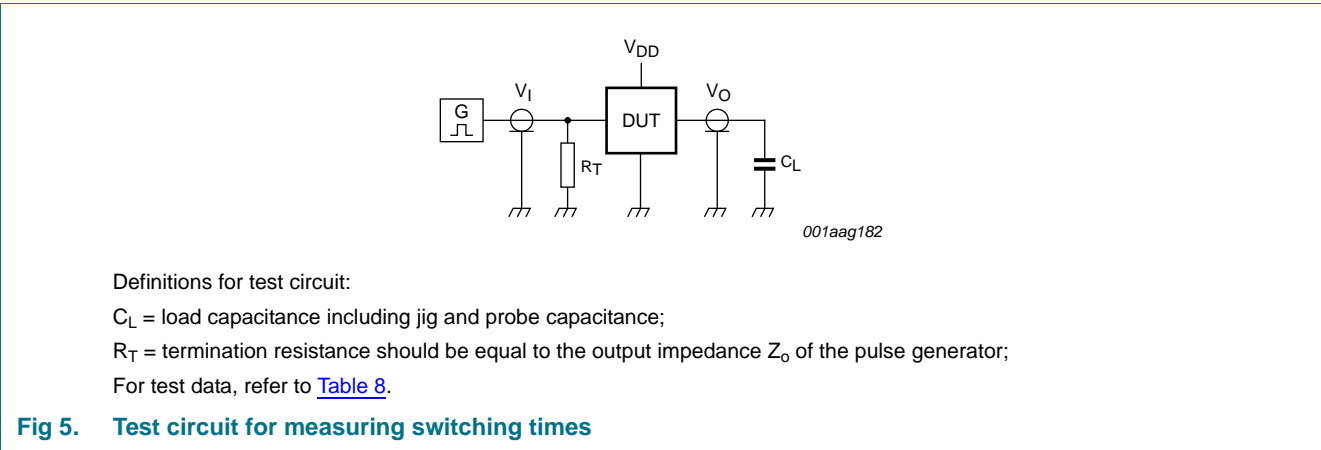 VDD
VI
VO
G
DUT
RT
CL
001aag182
Definitions for test circuit:
CL = load capacitance including jig and probe capacitance;
RT = termination resistance should be equal to the output impedance Zo of the pulse generator;
For test data, refer to Table 8.
Fig 5. Test circuit for measuring switching times